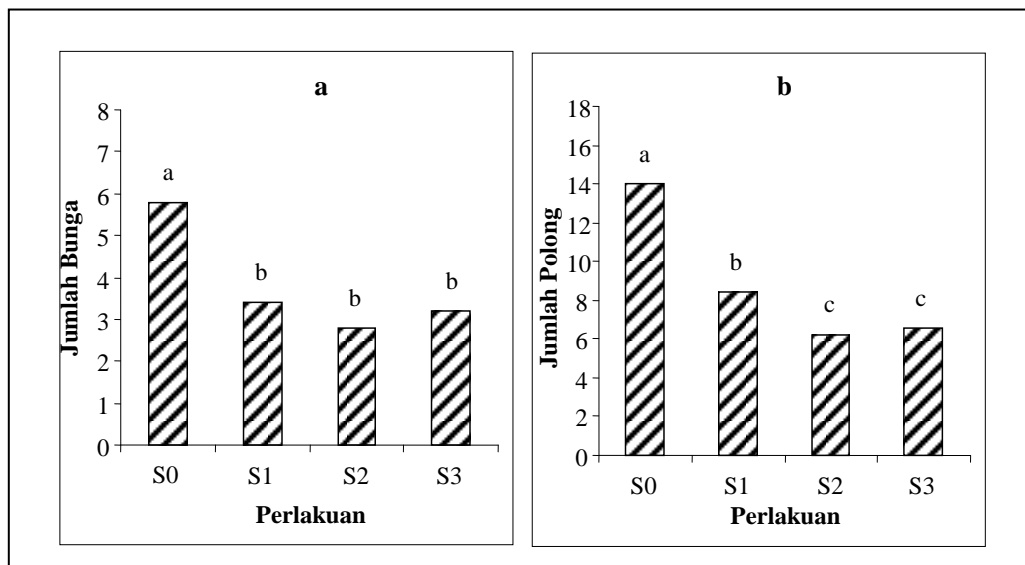 a
8
7
6
5
4
3
2
1
0
Jumlah Bunga
a
b
b
b
S0 S1 S2 S3
Perlakuan
b
18
16
14
12
10
8
6
4
2
0
Jumlah Polong
a
b
c
c
S0 S1 S2 S3
Perlakuan